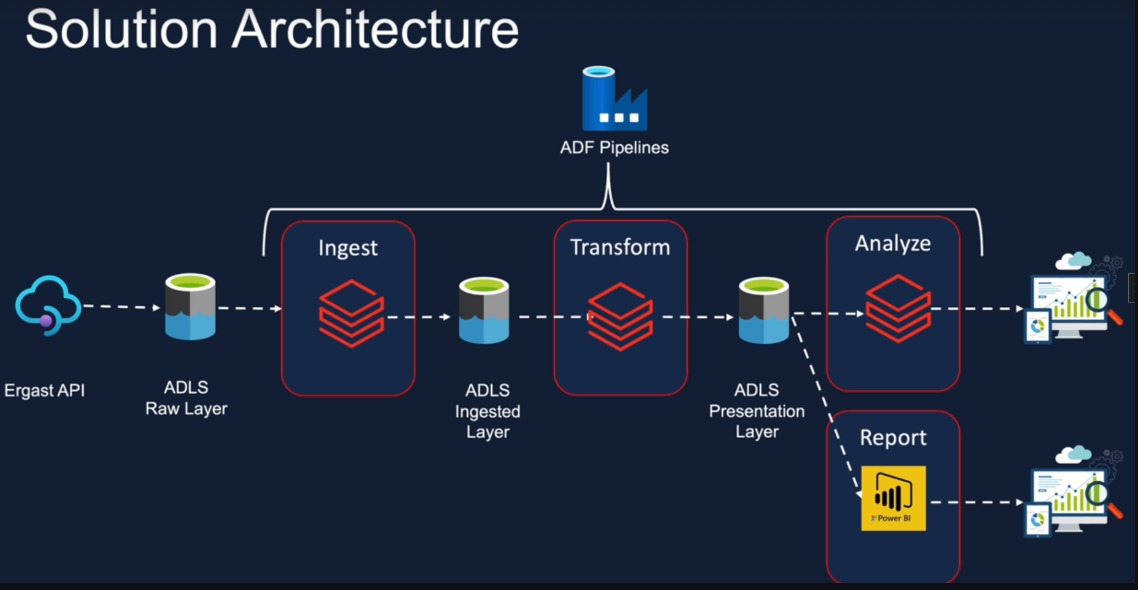 Solution Architecture
ADF Pipelines
Ingest
Transform
Analyze
Ergast API
ADLS
Raw Layer
ADLS
Ingested
Layer
ADLS
Presentation
Layer
Report
Power BI